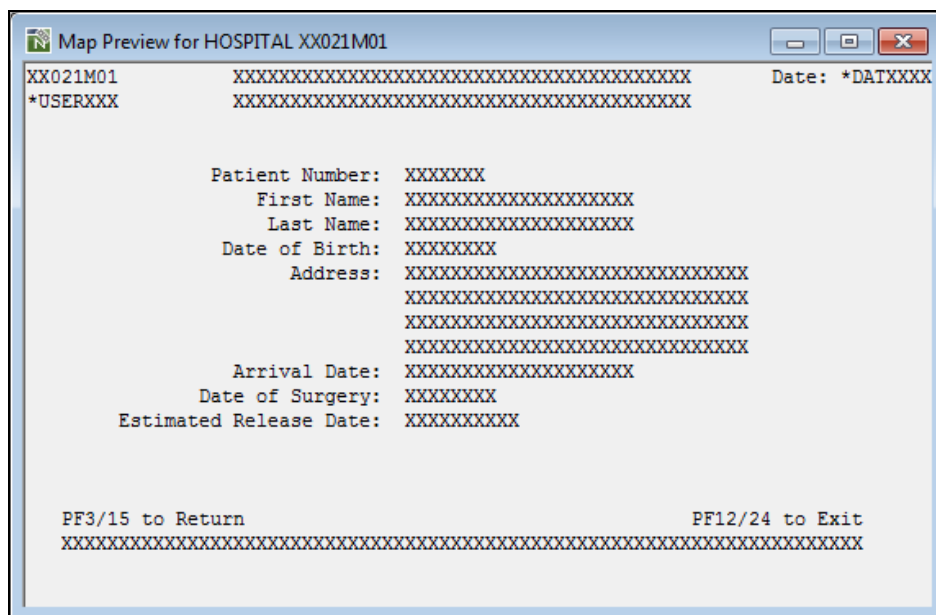 Map Preview for HOSPITAL XX021M01
XX021M01 XXXXXXXXXXXXXXXXXXXXXXXXXXXXXXXXXXXXXXXX Date: *DATXXXX
*USERXXX XXXXXXXXXXXXXXXXXXXXXXXXXXXXXXXXXXXXXXXX
Patient Number: XXXXXXX
First Name: XXXXXXXXXXXXXXXXXXXX
Last Name: XXXXXXXXXXXXXXXXXXXX
Date of Birth: XXXXXXXX
Address: XXXXXXXXXXXXXXXXXXXXXXXXXXXXXX
XXXXXXXXXXXXXXXXXXXXXXXXXXXXXX
XXXXXXXXXXXXXXXXXXXXXXXXXXXXXX
XXXXXXXXXXXXXXXXXXXXXXXXXXXXXX
Arrival Date: XXXXXXXXXXXXXXXXXXXX
Date of Surgery: XXXXXXXX
Estimated Release Date: XXXXXXXXXX
PF3/15 to Return PF12/24 to Exit
XXXXXXXXXXXXXXXXXXXXXXXXXXXXXXXXXXXXXXXXXXXXXXXXXXXXXXXXXXXXXXXXXXXXXX